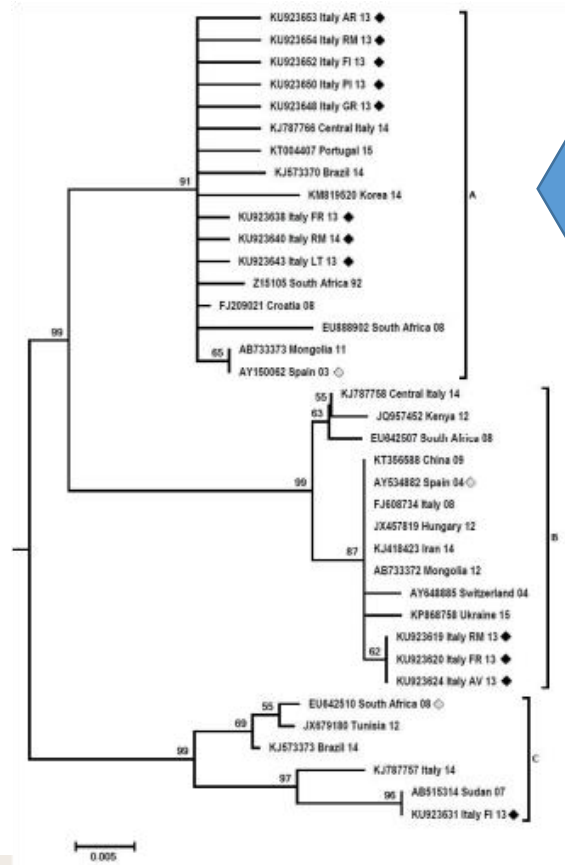 KU923653 Italy AR 13
KU923654 Italy RM 13
KU923652 Italy FI 13
KU923650 Italy PI 13
KU923648 Italy GR 13
KJ787766 Central Italy 14
KT004407 Portugal 15
KJ573370 Brazil 14
91
KM819520 Korea 14
A
KU923638 Italy FR 13
KU923640 Italy RM 14
KU923643 Italy LT 13
Z15105 South Africa 92
FJ209021 Croatia 08
EU888902 South Africa 08
99
65
AB733373 Mongolia 11
AY150062 Spain 03
55
KJ787758 Central Italy 14
63
JQ957452 Kenya 12
EU642507 South Africa 08
KT356588 China 09
99
AY534882 Spain 04
FJ608734 Italy 08
JX457819 Hungary 12
B
87
KJ418423 Iran 14
AB733372 Mongolia 12
AY648885 Switzerland 04
KP868758 Ukraine 15
KU923619 Italy RM 13
62
KU923620 Italy FR 13
KU923624 Italy AV 13
55
EU642510 South Africa 08
69
JX679180 Tunisia 12
KJ573373 Brazil 14
99
C
KJ787757 Italy 14
97
AB515314 Sudan 07
96
KU923631 Italy FI 13
0.005